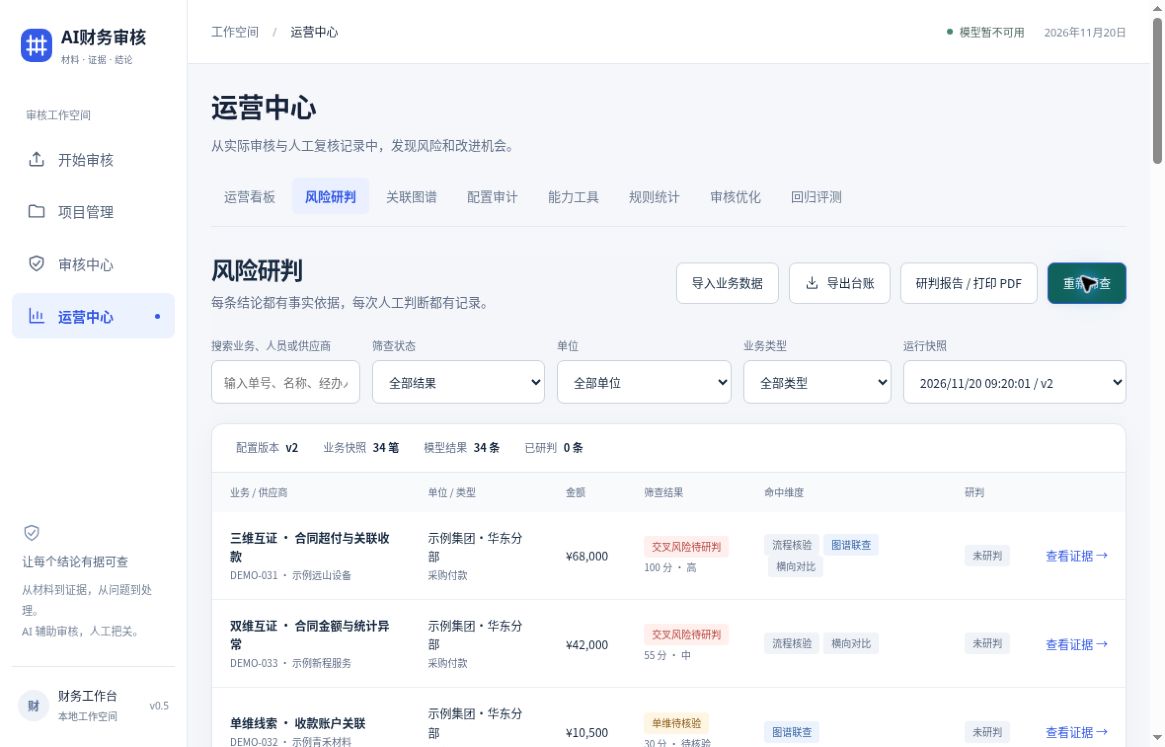 AI财务审核
材料 · 证据 · 结论
审核工作空间
开始审核
项目管理
审核中心
运营中心
让每个结论有据可查
从材料到证据，从问题到处
理。
AI 辅助审核，人工把关。
财
财务工作台
本地工作空间
v0.5
工作空间 / 运营中心
模型暂不可用
2026年11月20日
运营中心
从实际审核与人工复核记录中，发现风险和改进机会。
运营看板 风险研判 关联图谱 配置审计 能力工具 规则统计 审核优化 回归评测
风险研判
每条结论都有事实依据，每次人工判断都有记录。
导入业务数据 导出台账 研判报告 / 打印 PDF 重新 查
搜索业务、人员或供应商 筛查状态 单位 业务类型 运行快照
输入单号、名称、经办 全部结果 全部单位 全部类型 2026/11/20 09:20:01 / v2
配置版本 v2 业务快照 34 笔 模型结果 34 条 已研判 0 条
业务 / 供应商 单位 / 类型 金额 筛查结果 命中维度 研判
三维互证 · 合同超付与关联收
款
DEMO-031 · 示例远山设备
示例集团・华东分
部
采购付款
¥68,000
交叉风险待研判
100 分 · 高
流程核验 图谱联查
横向对比
未研判
查看证据 →
双维互证 · 合同金额与统计异
常
DEMO-033 · 示例新程服务
示例集团・华东分
部
采购付款
¥42,000
交叉风险待研判
55 分 · 中
流程核验 横向对比
未研判
查看证据 →
单维线索 · 收款账户关联
DEMO-032 · 示例青禾材料
示例集团・华东分
部
¥10,500
单维待核验
30 分 · 待核验
图谱联查
未研判
查看证据 →